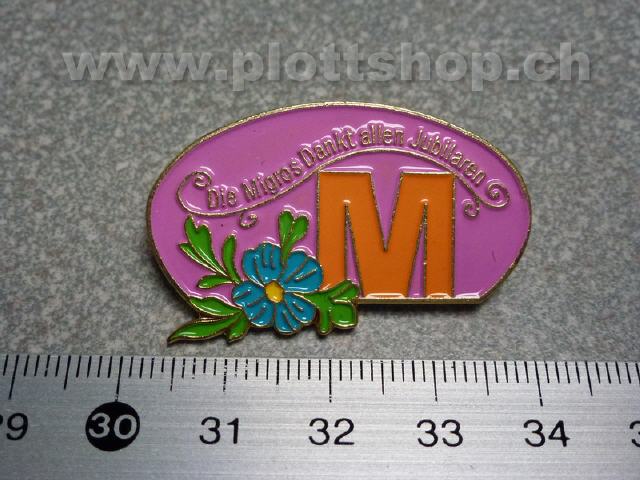 www.plottshop.ch
Die Migros Dankt allen Jubilaren
M
29 30 31 32 33 34